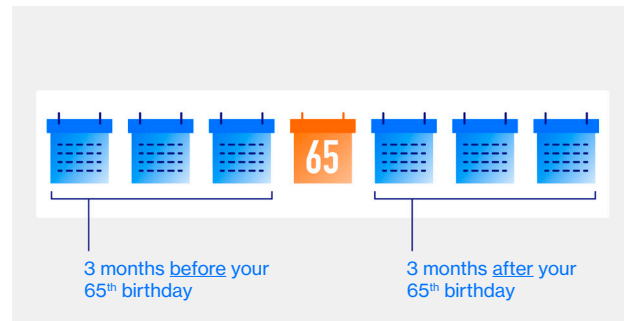 65
3 months before your
65th birthday
3 months after your
65th birthday